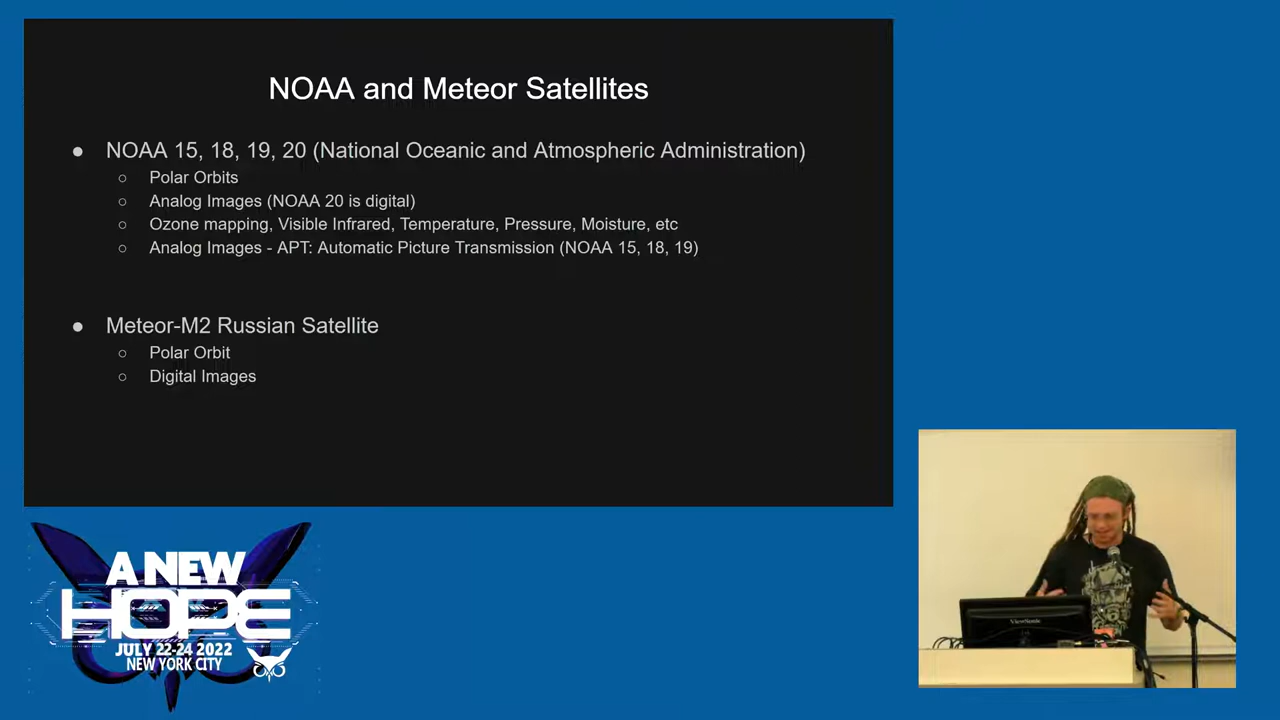 NOAA and Meteor Satellites
● NOAA 15, 18, 19, 20 (National Oceanic and Atmospheric Administration)
○ Polar Orbits
○ Analog Images (NOAA 20 is digital)
○ Ozone mapping, Visible Infrared, Temperature, Pressure, Moisture, etc
○ Analog Images - APT: Automatic Picture Transmission (NOAA 15, 18, 19)
● Meteor-M2 Russian Satellite
○ Polar Orbit
○ Digital Images
A NEW
HOPE
JULY 22-24 2022
NEW YORK CITY
ViewSonic